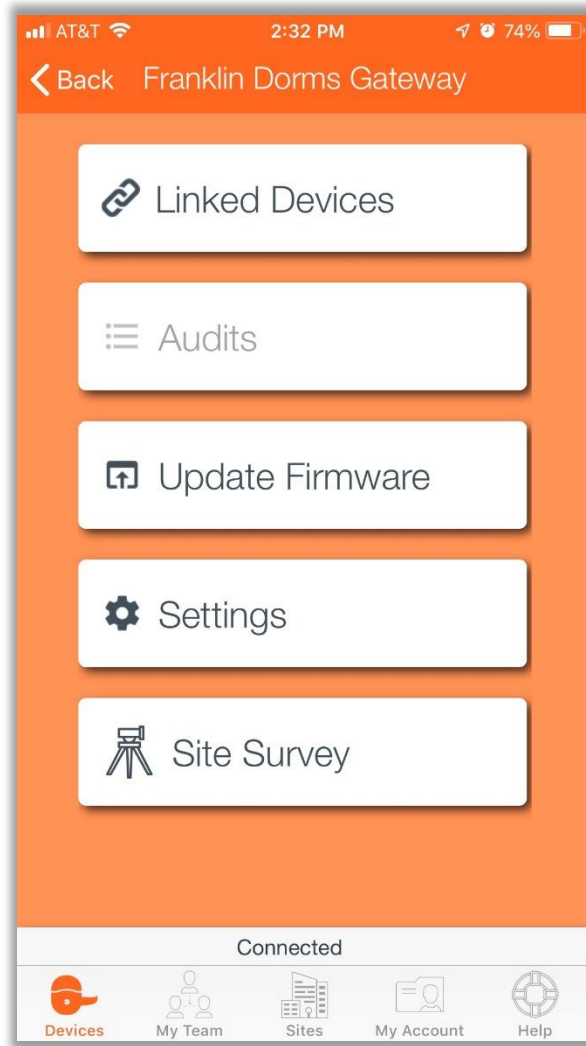 AT&T 2:32 PM 74%
Back Franklin Dorms Gateway
Linked Devices
Audits
Update Firmware
Settings
Site Survey
Connected
Devices My Team Sites My Account Help